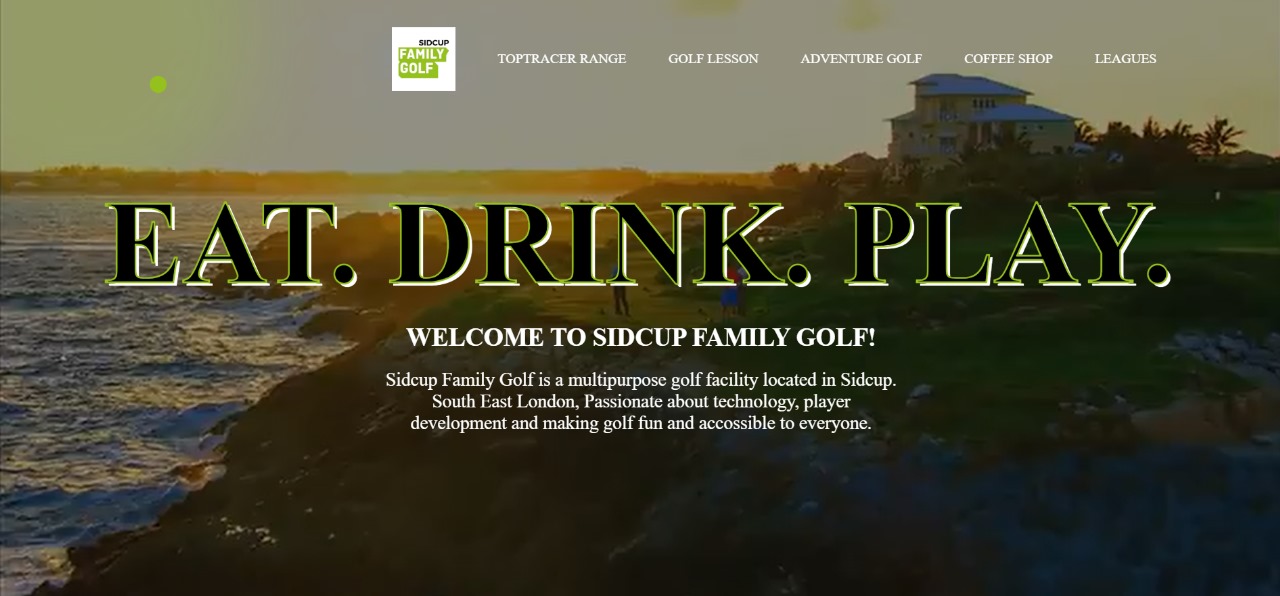 SIDCUP
FAMILY
GOLF
TOPTRACER RANGE GOLF LESSON ADVENTURE GOLF COFFEE SHOP LEAGUES
EAT. DRINK. PLAY.
WELCOME TO SIDCUP FAMILY GOLF!
Sidcup Family Golf is a multipurpose golf facility located in Sidcup.
South East London, Passionate about technology, player
development and making golf fun and accossible to everyone.